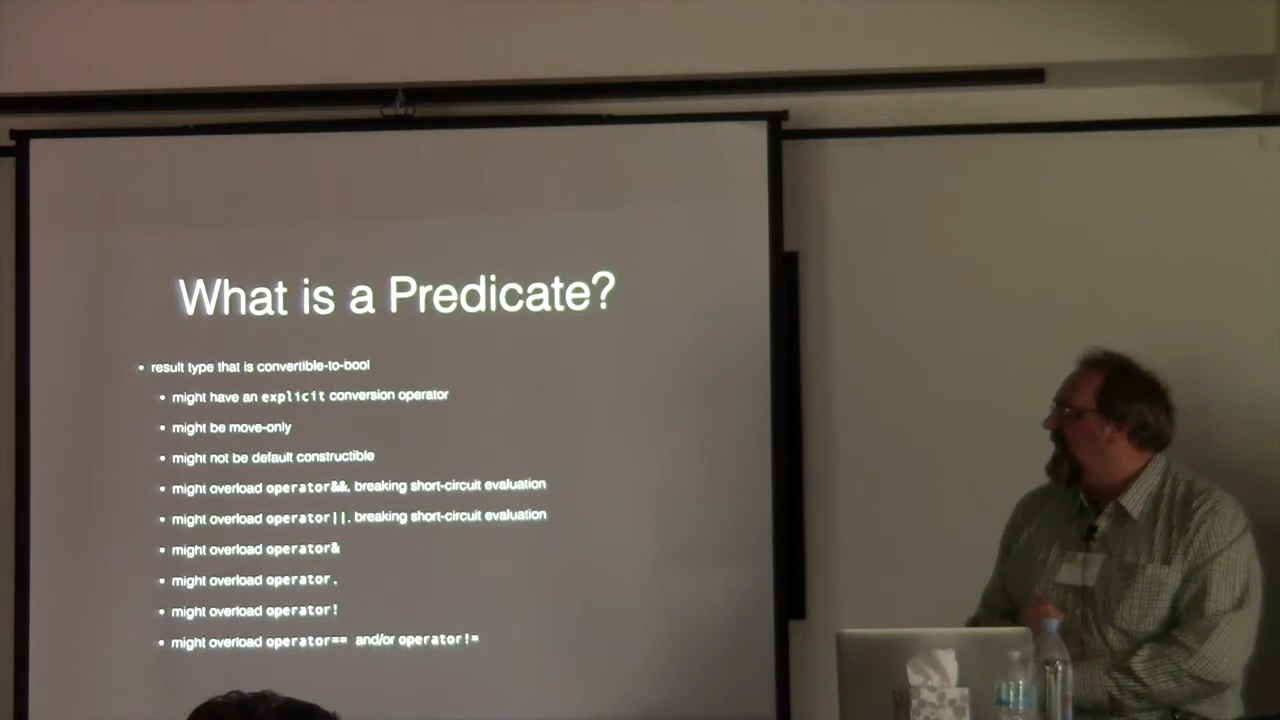 What is a Predicate?
• result type that is convertible-to-bool
• might have an explicit conversion operator
• might be move-only
• might not be default constructible
• might overload operator&&, breaking short-circuit evaluation
• might overload operator||, breaking short-circuit evaluation
• might overload operator&
• might overload operator.
• might overload operator!
• might overload operator== and/or operator!=